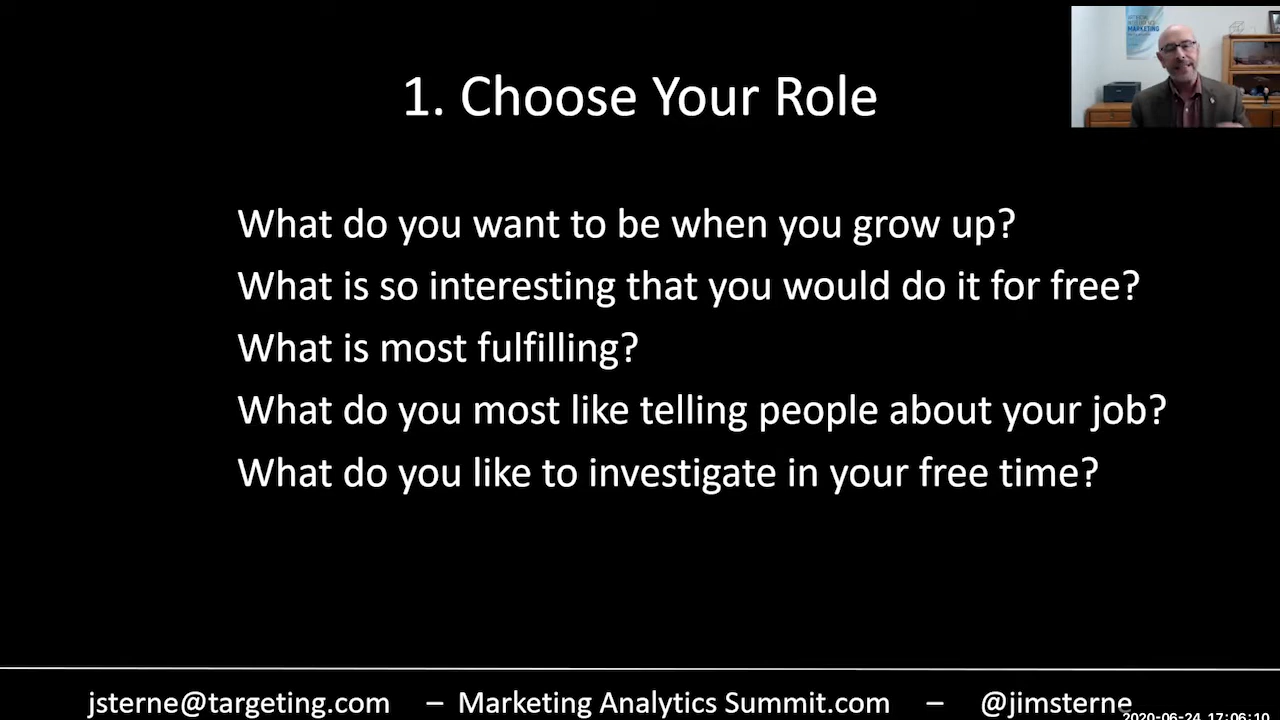 1. Choose Your Role
What do you want to be when you grow up?
What is so interesting that you would do it for free?
What is most fulfilling?
What do you most like telling people about your job?
What do you like to investigate in your free time?
jsterne@targeting.com – Marketing Analytics Summit.com – @jimsterne
2020-06-24 17:06:10
MARKETING